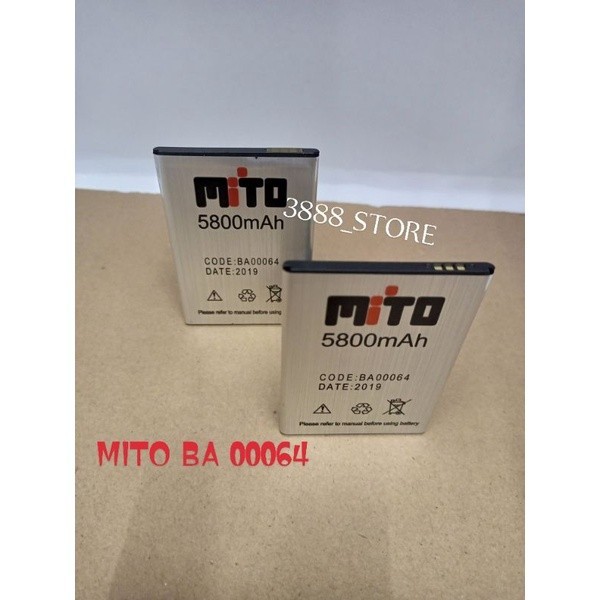 MiTO
5800mAh
CODE:BA00064
DATE:2019
Please refer to manual before using
3888_STORE
MiTO
5800mAh
CODE:BA00064
DATE:2019
Please refer to manual before using battery
MITO BA 00064